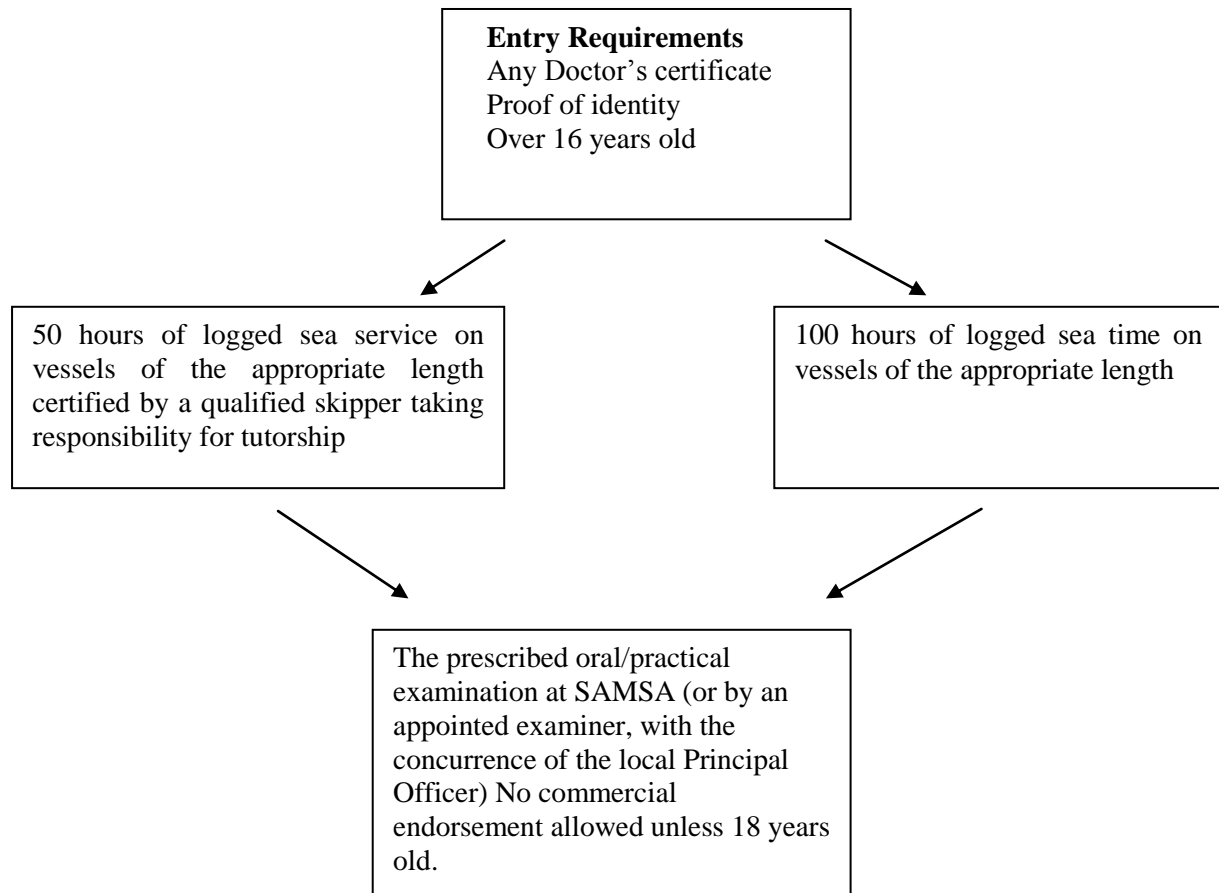 Entry Requirements
Any Doctor’s certificate
Proof of identity
Over 16 years old
50 hours of logged sea service on
vessels of the appropriate length
certified by a qualified skipper taking
responsibility for tutorship
100 hours of logged sea time on
vessels of the appropriate length
The prescribed oral/practical
examination at SAMSA (or by an
appointed examiner, with the
concurrence of the local Principal
Officer) No commercial
endorsement allowed unless 18 years
old.